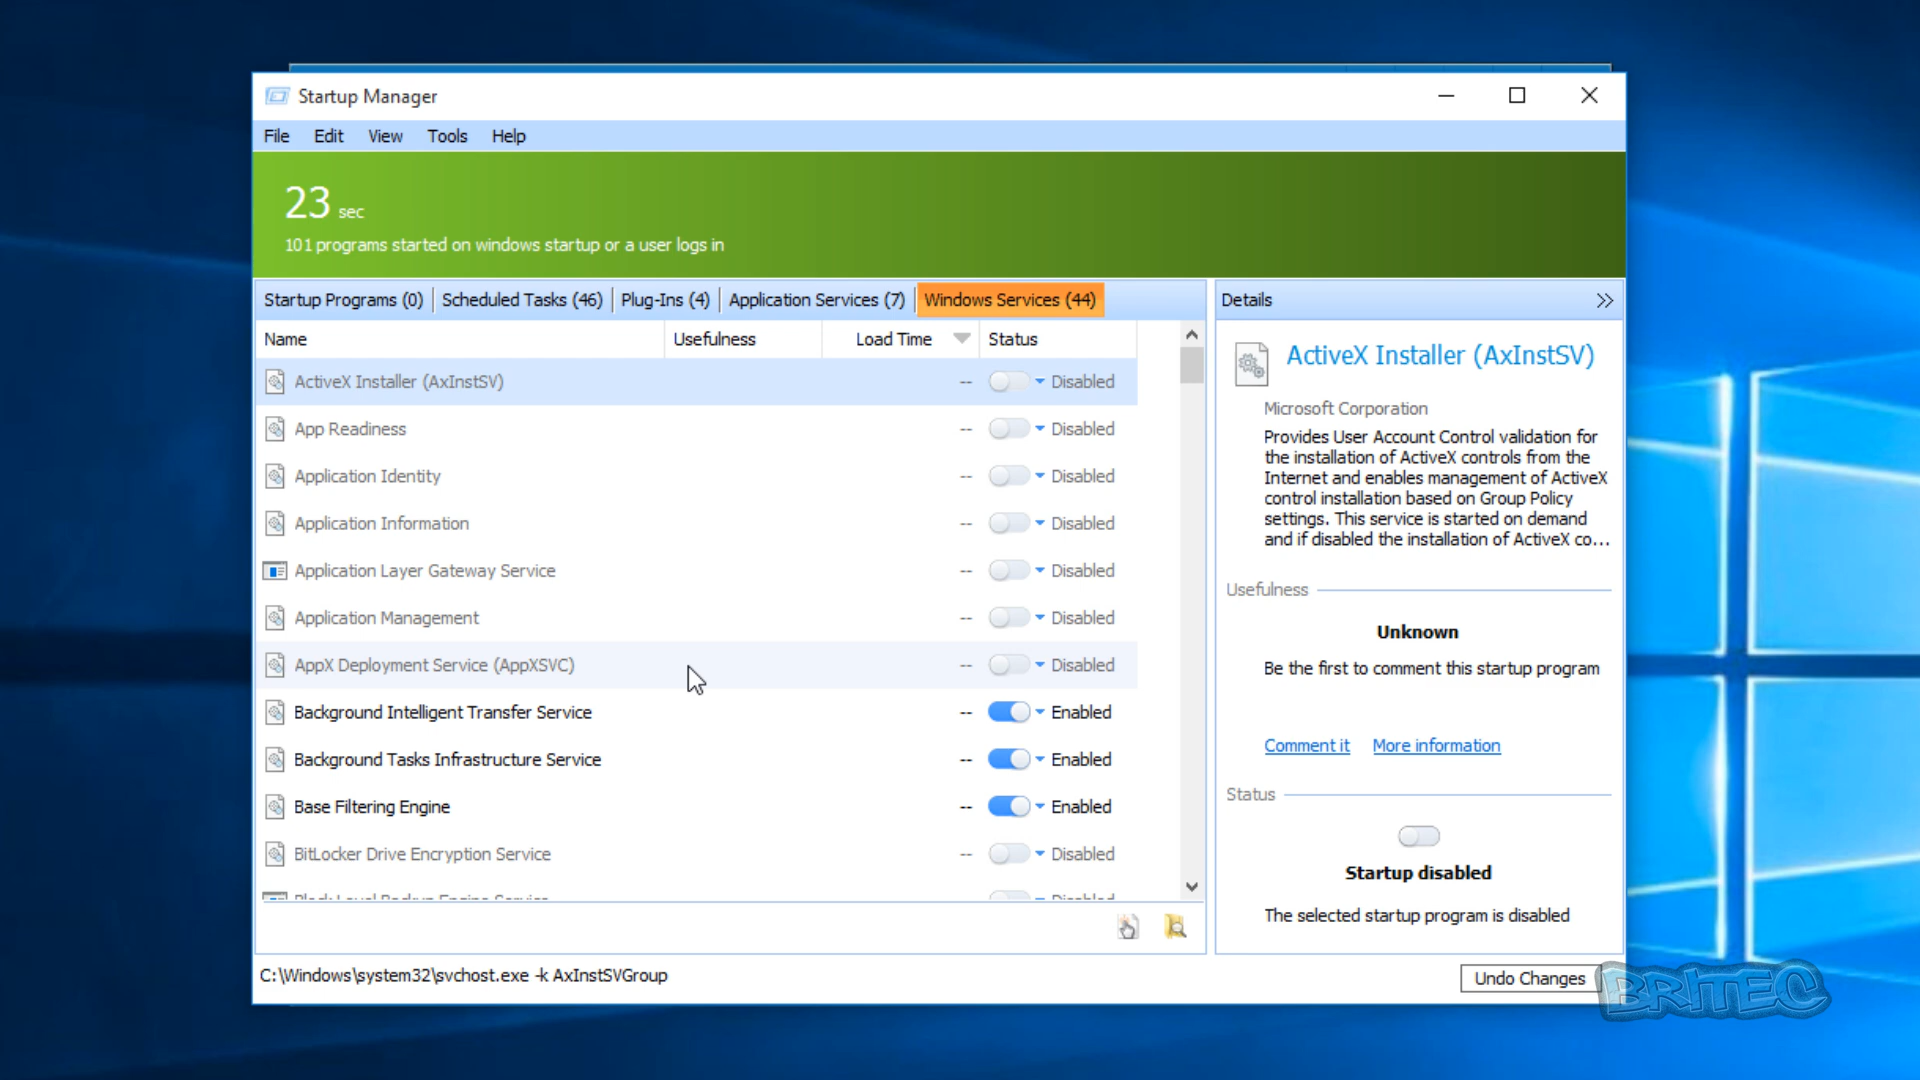 Startup Manager
File Edit View Tools Help
23 sec
101 programs started on windows startup or a user logs in
Startup Programs (0) Scheduled Tasks (46) Plug-Ins (4) Application Services (7) Windows Services (44)
Name Usefulness Load Time Status
ActiveX Installer (AxInstSV) -- Disabled
App Readiness -- Disabled
Application Identity -- Disabled
Application Information -- Disabled
Application Layer Gateway Service -- Disabled
Application Management -- Disabled
AppX Deployment Service (AppXSVC) -- Disabled
Background Intelligent Transfer Service -- Enabled
Background Tasks Infrastructure Service -- Enabled
Base Filtering Engine -- Enabled
BitLocker Drive Encryption Service -- Disabled
Block Level Backup Engine Service -- Disabled
Details
ActiveX Installer (AxInstSV)
Microsoft Corporation
Provides User Account Control validation for
the installation of ActiveX controls from the
Internet and enables management of ActiveX
control installation based on Group Policy
settings. This service is started on demand
and if disabled the installation of ActiveX co...
Usefulness
Unknown
Be the first to comment this startup program
Comment it More information
Status
Startup disabled
The selected startup program is disabled
C:\Windows\system32\svchost.exe -k AxInstSVGroup
Undo Changes
BRITEC